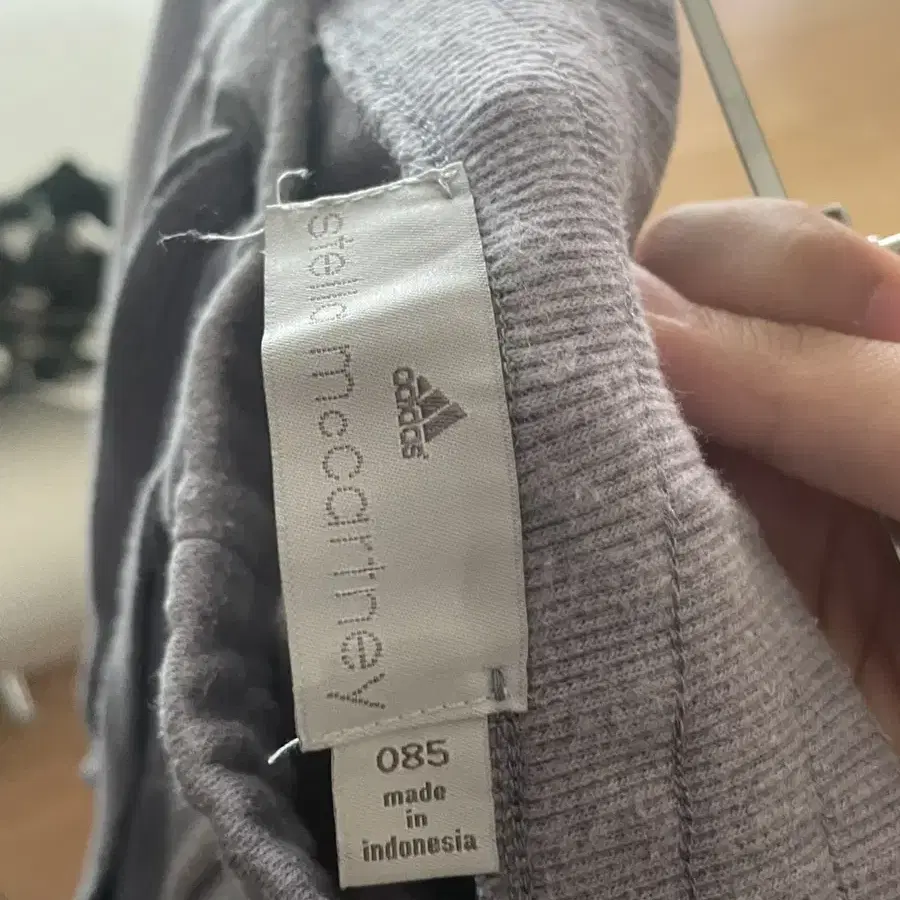 stella mccartney
adidas
085
made
in
indonesia